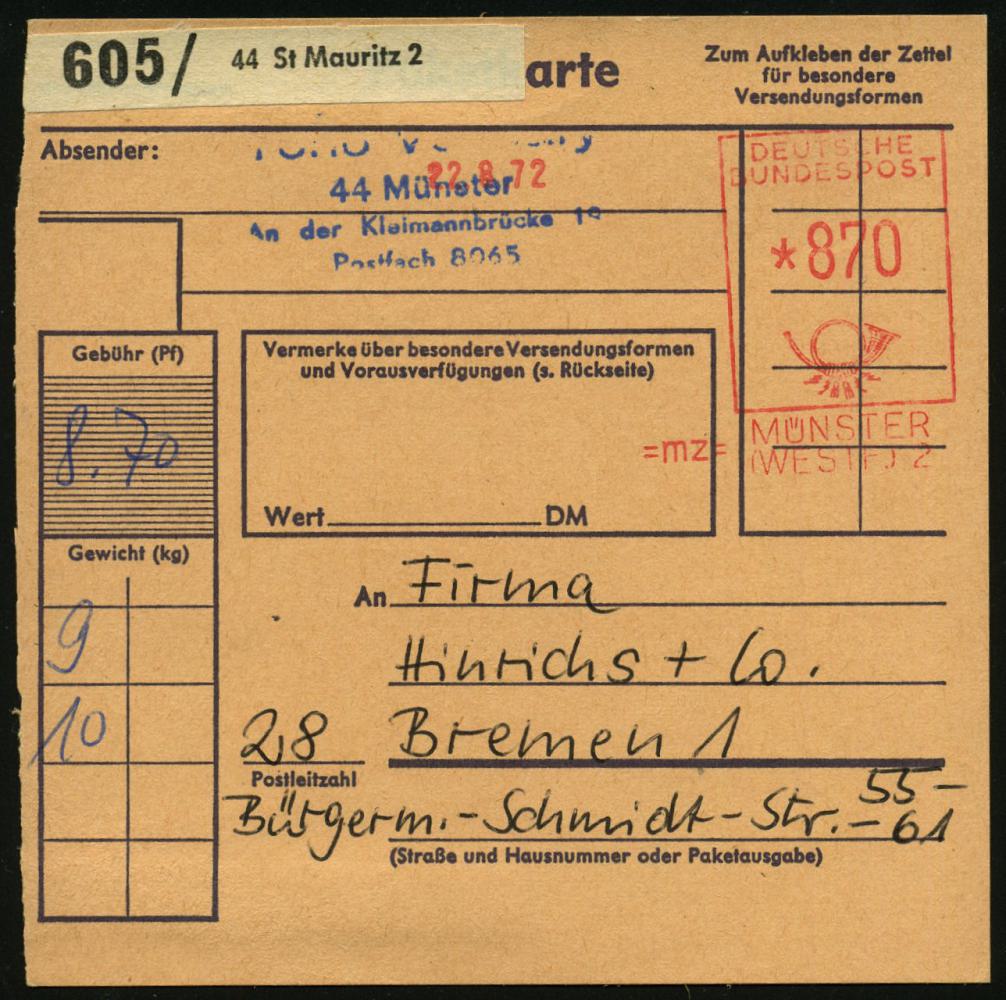 605/ 44 St Mauritz 2
arte
Zum Aufkleben der Zettel
für besondere
Versendungsformen
Absender:
44 Münster
22.8.72
An der Kleimannbrücke
Postfach 8065
DEUTSCHE
BUNDESPOST
*870
MÜNSTER
(WESTF.) 2
=mz=
Gebühr (Pf)
8.70
Vermerke über besondere Versendungsformen
und Vorausverfügungen (s. Rückseite)
Wert DM
Gewicht (kg)
9
10
An Firma
Hinrichs + Co.
28 Bremen 1
Postleitzahl
Bürgerm.-Schmidt-Str. 55-
-61
(Straße und Hausnummer oder Paketausgabe)